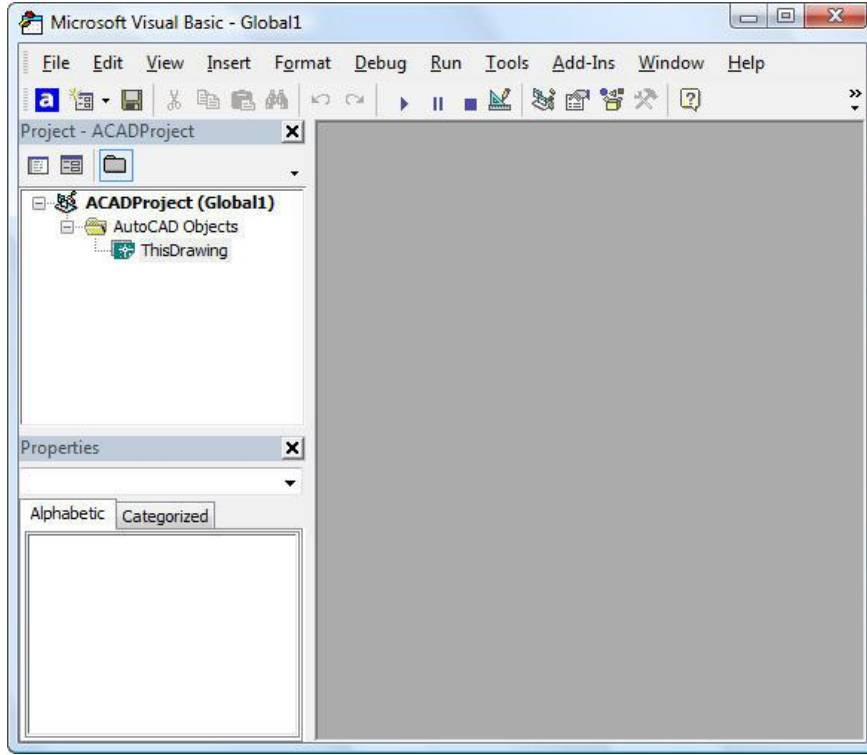 Microsoft Visual Basic - Global1
File Edit View Insert Format Debug Run Tools Add-Ins Window Help
a
Project - ACADProject
ACADProject (Global1)
AutoCAD Objects
ThisDrawing
Properties
Alphabetic Categorized